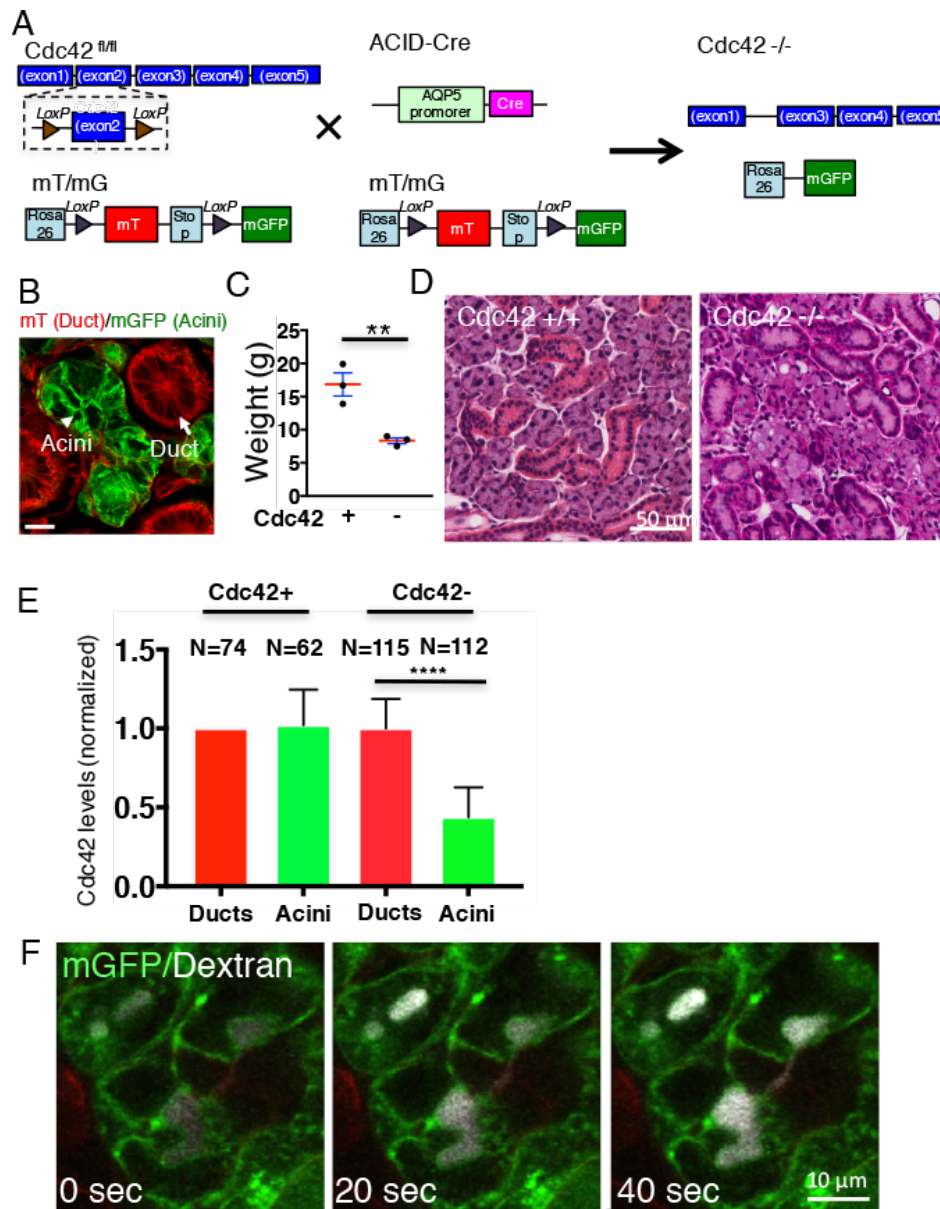 A
Cdc42 fl/fl
ACID-Cre
Cdc42 -/-
(exon1) (exon2) (exon3) (exon4) (exon5)
AQP5 promorer Cre
(exon1) (exon3) (exon4) (exon5
LoxP LoxP
(exon2
mT/mG
mT/mG
Rosa 26 mGFP
LoxP LoxP
LoxP LoxP
Rosa 26 mT Sto p mGFP
Rosa 26 mT Sto p mGFP
B
mT (Duct)/mGFP (Acini)
Acini
Duct
C
Weight (g)
25
20
15
10
5
0
**
Cdc42 + -
D
Cdc42 +/+
Cdc42 -/-
50 µm
E
Cdc42+ Cdc42-
N=74 N=62 N=115 N=112
****
Cdc42 levels (normalized)
1.5
1.0
0.5
0.0
Ducts Acini Ducts Acini
F
mGFP/Dextran
0 sec
20 sec
40 sec
10 µm